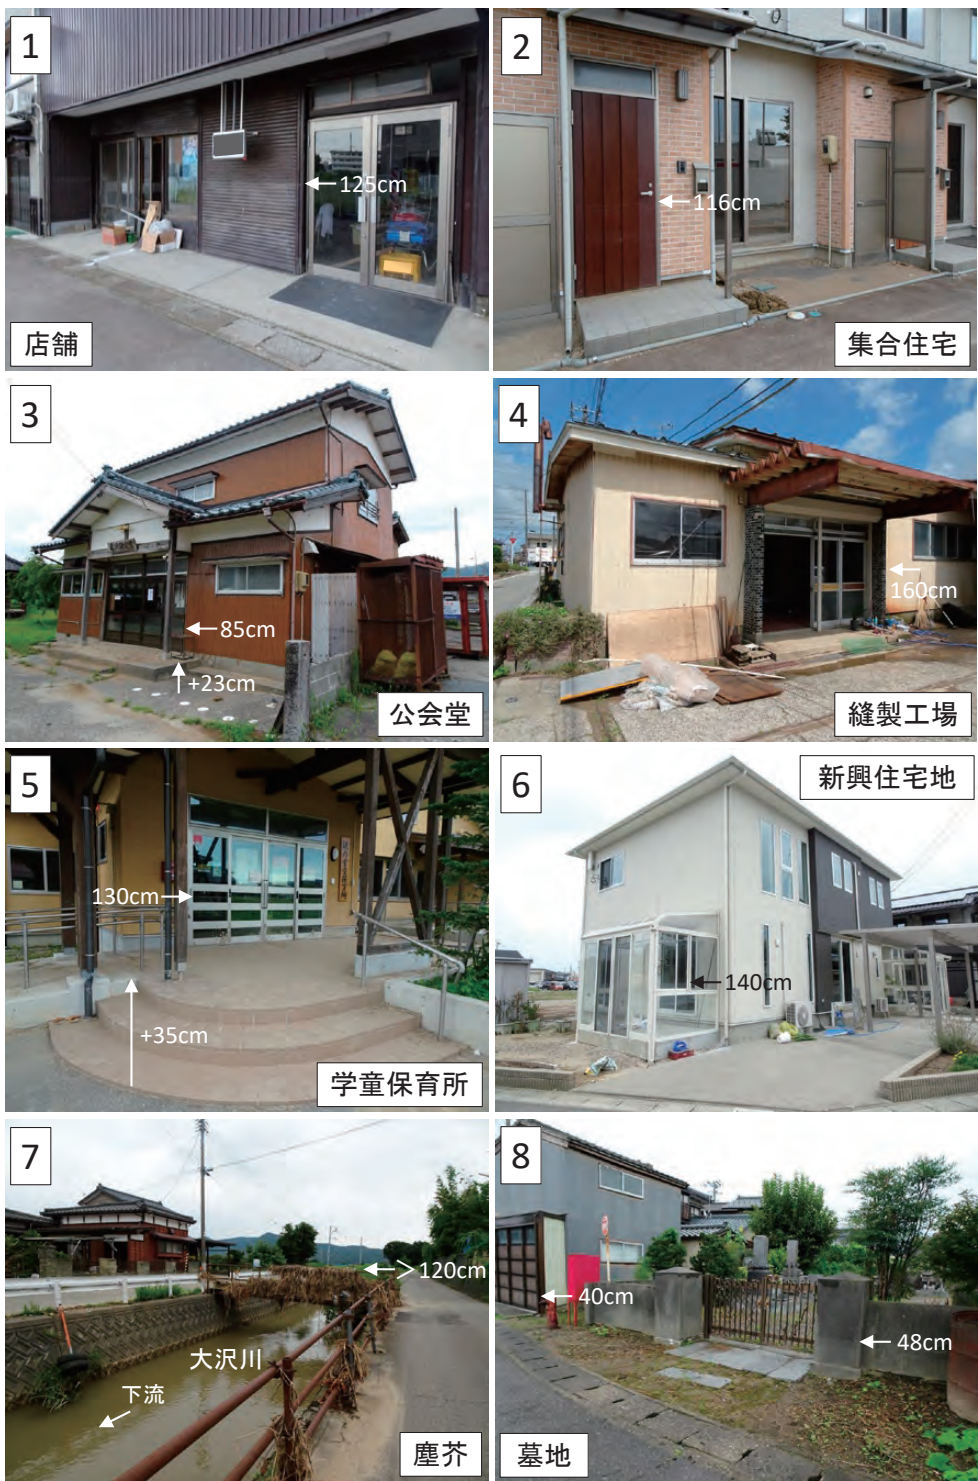 1
125cm
店舗
2
116cm
集合住宅
3
85cm
+23cm
公会堂
4
160cm
縫製工場
5
130cm
+35cm
学童保育所
6
新興住宅地
140cm
7
120cm
大沢川
下流
塵芥
8
40cm
48cm
墓地